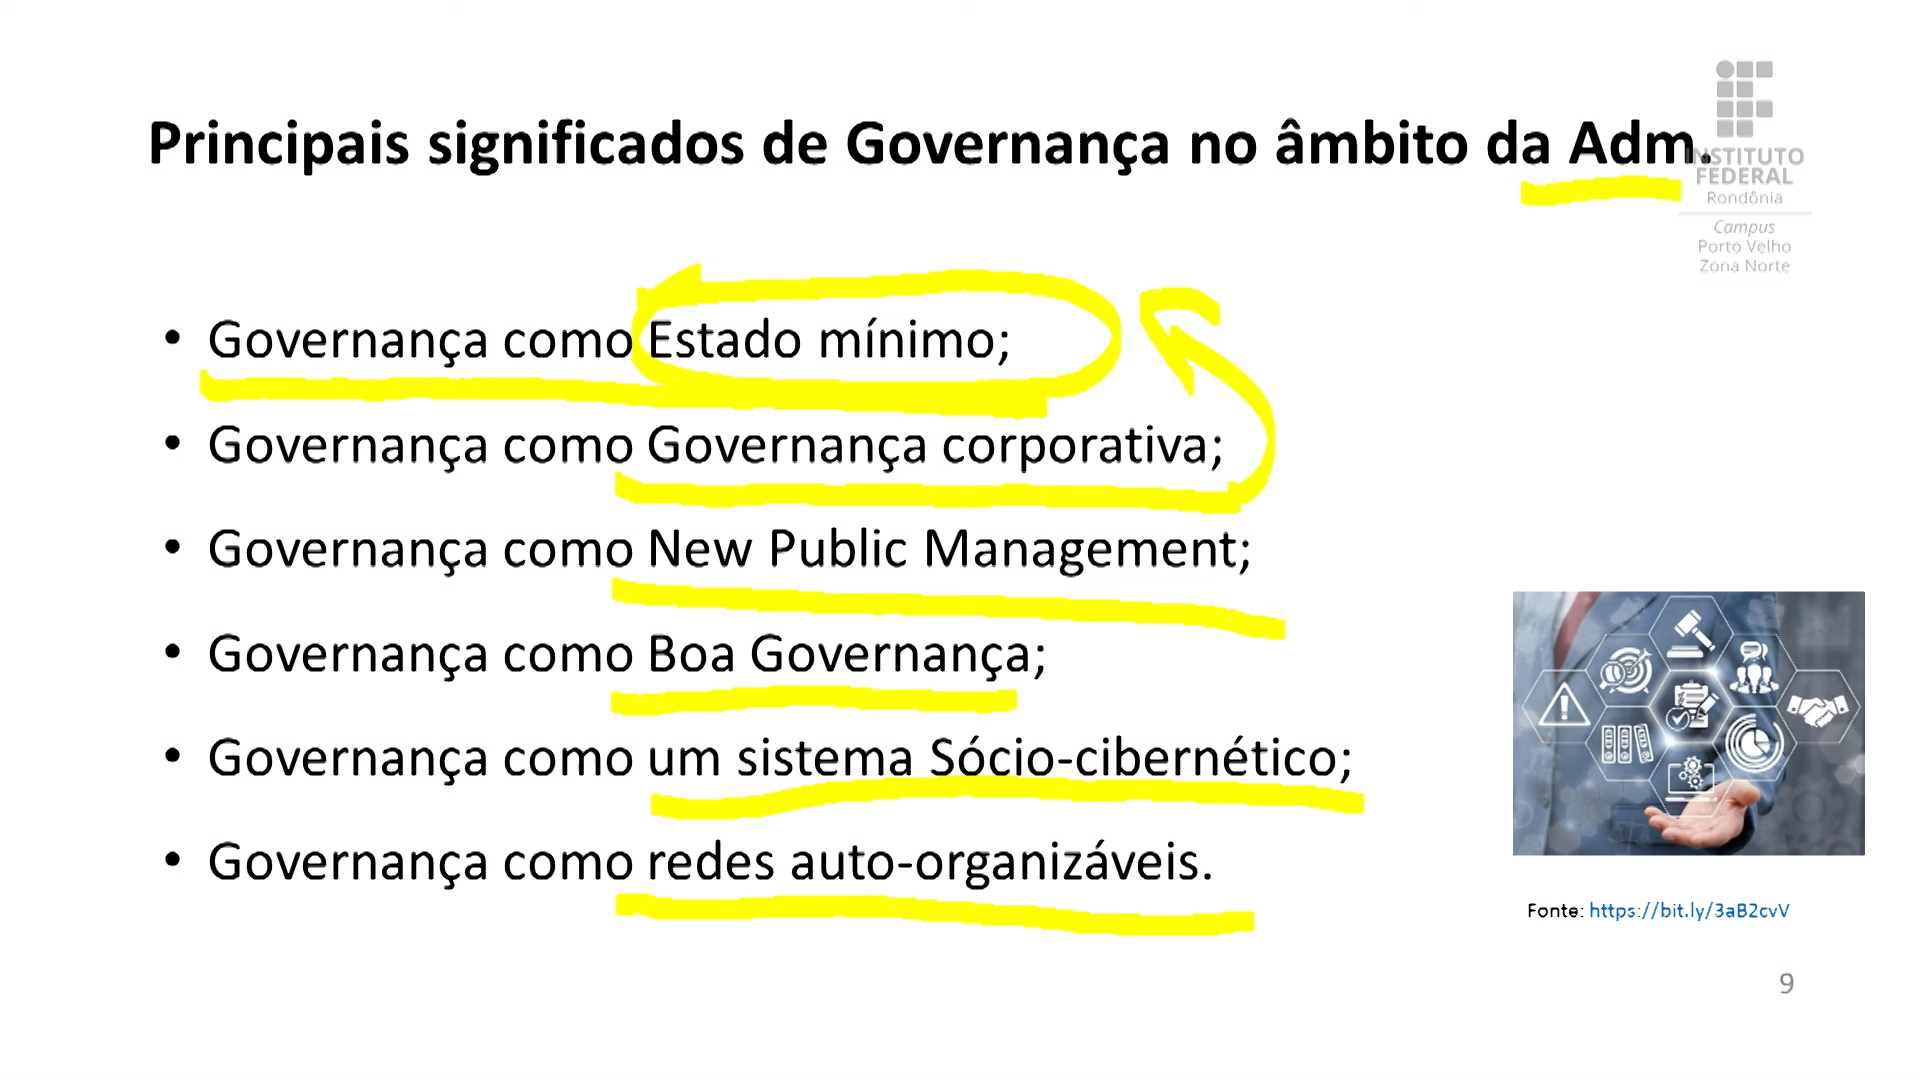 Principais significados de Governança no âmbito da Adm.
INSTITUTO
FEDERAL
Rondônia
Campus
Porto Velho
Zona Norte
• Governança como Estado mínimo;
• Governança como Governança corporativa;
• Governança como New Public Management;
• Governança como Boa Governança;
• Governança como um sistema Sócio-cibernético;
• Governança como redes auto-organizáveis.
Fonte: https://bit.ly/3aB2cvV
9